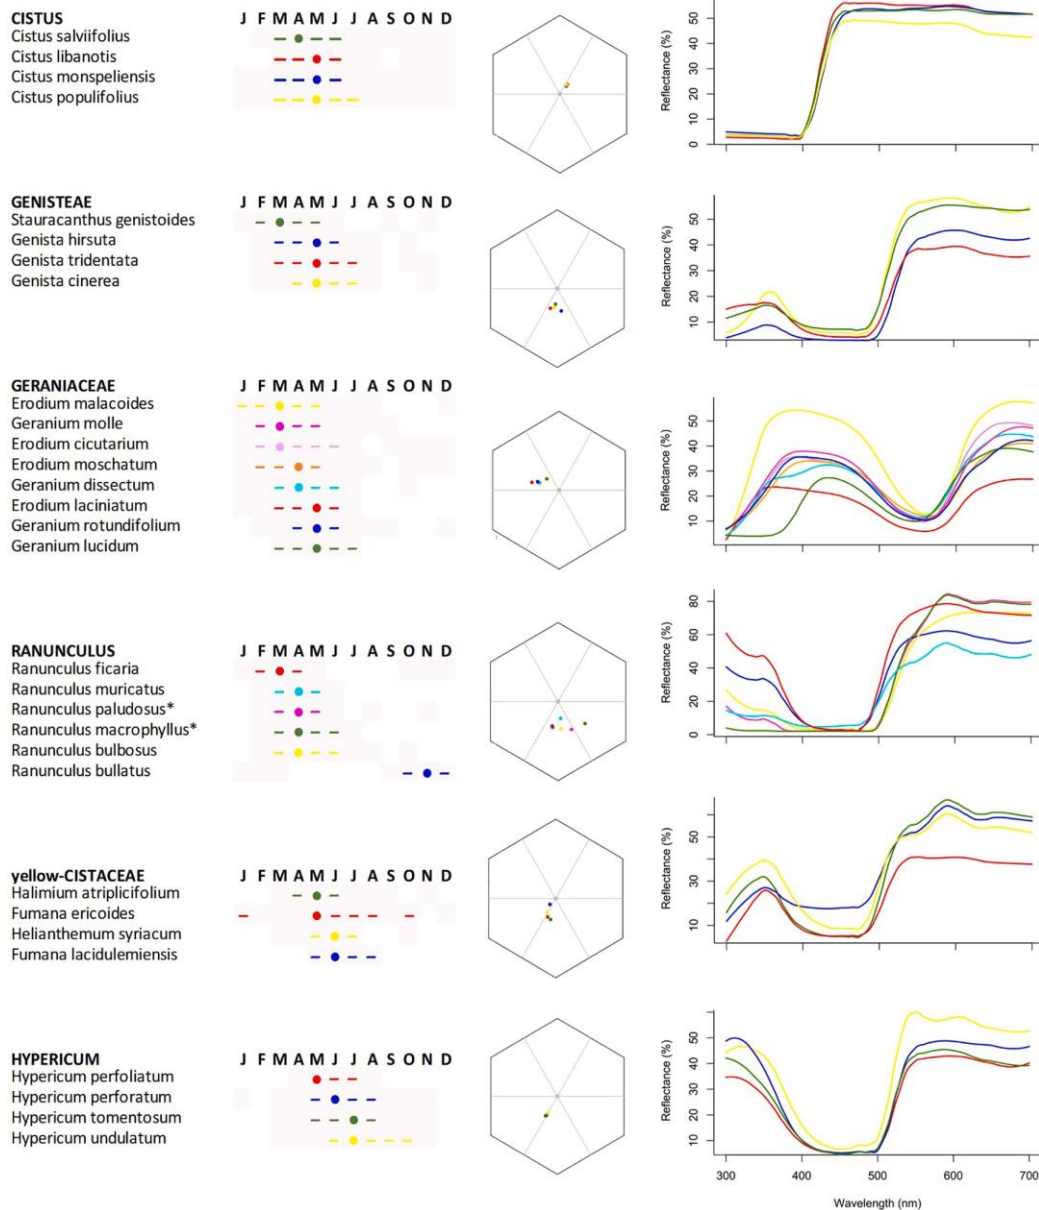 CISTUS J F M A M J J A S O N D
Cistus salviifolius
Cistus libanotis
Cistus monspeliensis
Cistus populifolius
Reflectance (%)
50
40
30
20
10
0
GENISTEAE J F M A M J J A S O N D
Stauracanthus genistoides
Genista hirsuta
Genista tridentata
Genista cinerea
Reflectance (%)
50
40
30
20
10
GERANIACEAE J F M A M J J A S O N D
Erodium malacoides
Geranium molle
Erodium cicutarium
Erodium moschatum
Geranium dissectum
Erodium laciniatum
Geranium rotundifolium
Geranium lucidum
Reflectance (%)
50
40
30
20
10
RANUNCULUS J F M A M J J A S O N D
Ranunculus ficaria
Ranunculus muricatus
Ranunculus paludosus*
Ranunculus macrophyllus*
Ranunculus bulbosus
Ranunculus bullatus
Reflectance (%)
80
60
40
20
0
yellow-CISTACEAE J F M A M J J A S O N D
Halimium atriplicifolium
Fumana ericoides
Helianthemum syriacum
Fumana lacidulemiensis
Reflectance (%)
50
30
10
HYPERICUM J F M A M J J A S O N D
Hypericum perfoliatum
Hypericum perforatum
Hypericum tomentosum
Hypericum undulatum
Reflectance (%)
50
40
30
20
10
300 400 500 600 700
Wavelength (nm)